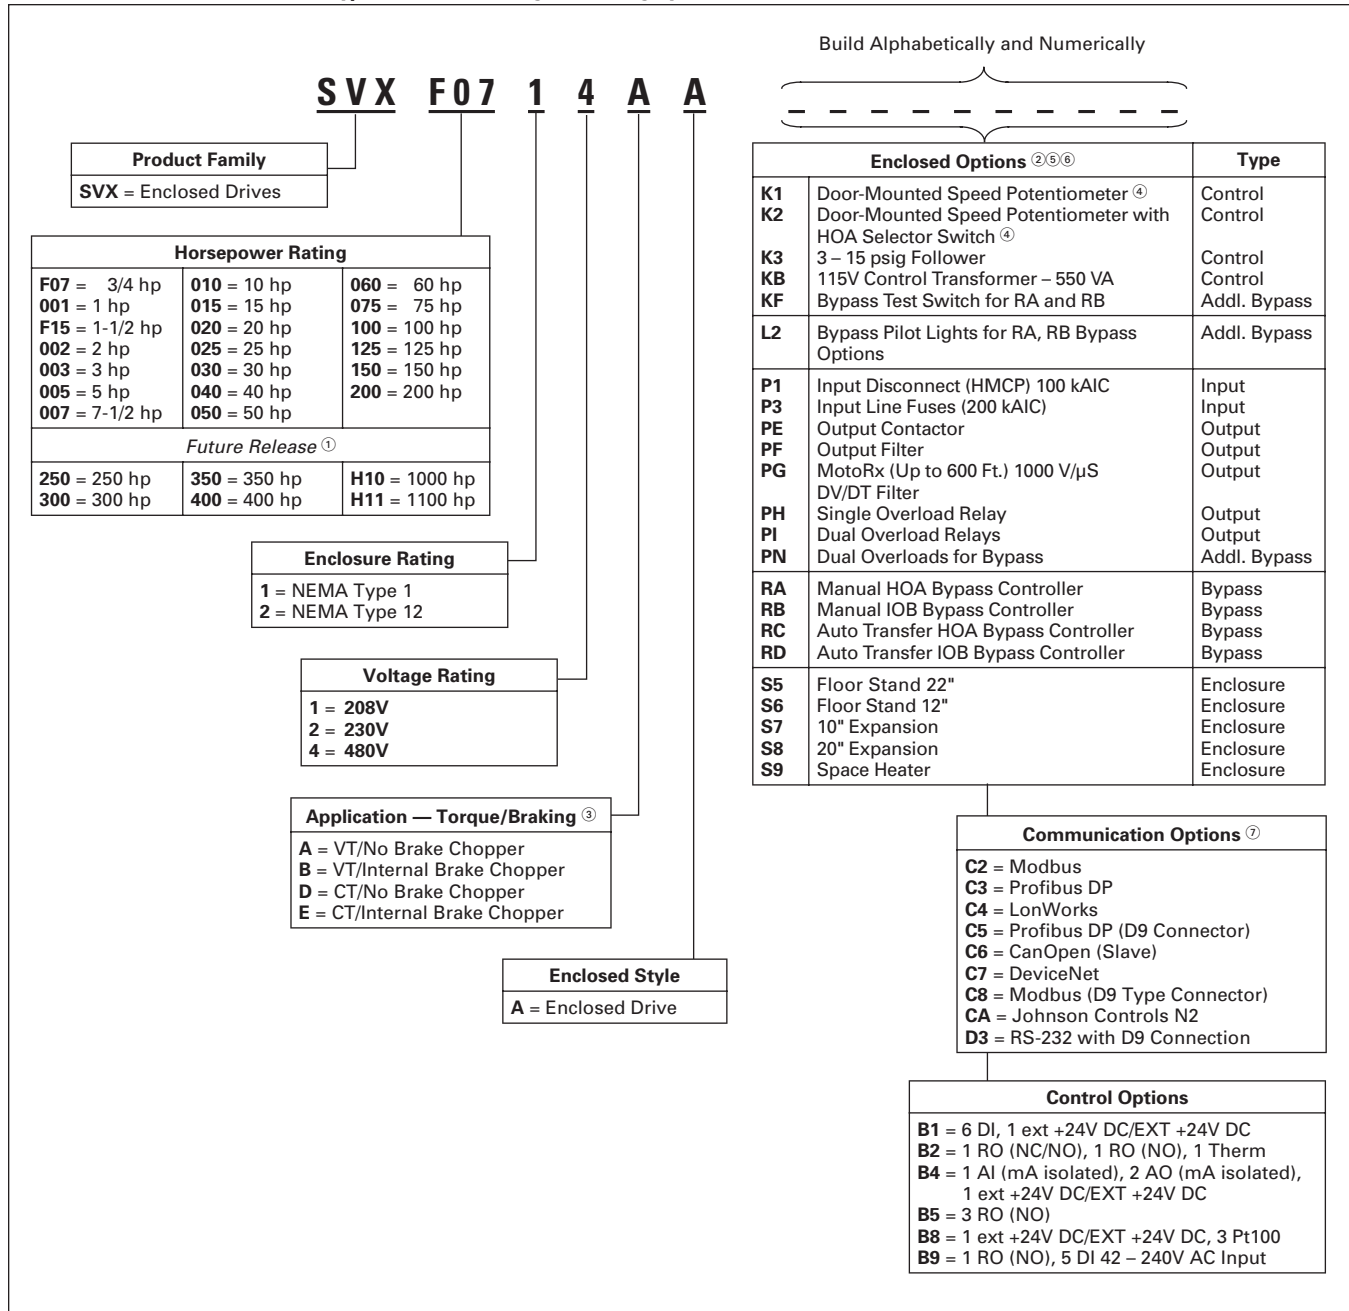 Build Alphabetically and Numerically
SVX F07 1 4 A A _ _ _ _ _ _ _ _ _ _
Product Family
SVX = Enclosed Drives
Horsepower Rating
F07 = 3/4 hp
001 = 1 hp
F15 = 1-1/2 hp
002 = 2 hp
003 = 3 hp
005 = 5 hp
007 = 7-1/2 hp
010 = 10 hp
015 = 15 hp
020 = 20 hp
025 = 25 hp
030 = 30 hp
040 = 40 hp
050 = 50 hp
060 = 60 hp
075 = 75 hp
100 = 100 hp
125 = 125 hp
150 = 150 hp
200 = 200 hp
Future Release ①
250 = 250 hp
300 = 300 hp
350 = 350 hp
400 = 400 hp
H10 = 1000 hp
H11 = 1100 hp
Enclosure Rating
1 = NEMA Type 1
2 = NEMA Type 12
Voltage Rating
1 = 208V
2 = 230V
4 = 480V
Application — Torque/Braking ③
A = VT/No Brake Chopper
B = VT/Internal Brake Chopper
D = CT/No Brake Chopper
E = CT/Internal Brake Chopper
Enclosed Style
A = Enclosed Drive
Enclosed Options ②⑤⑥ Type
K1 Door-Mounted Speed Potentiometer ④ Control
K2 Door-Mounted Speed Potentiometer with Control
HOA Selector Switch ④
K3 3 – 15 psig Follower Control
KB 115V Control Transformer – 550 VA Control
KF Bypass Test Switch for RA and RB Addl. Bypass
L2 Bypass Pilot Lights for RA, RB Bypass Addl. Bypass
Options
P1 Input Disconnect (HMCP) 100 kAIC Input
P3 Input Line Fuses (200 kAIC) Input
PE Output Contactor Output
PF Output Filter Output
PG MotoRx (Up to 600 Ft.) 1000 V/µS Output
DV/DT Filter
PH Single Overload Relay Output
PI Dual Overload Relays Output
PN Dual Overloads for Bypass Addl. Bypass
RA Manual HOA Bypass Controller Bypass
RB Manual IOB Bypass Controller Bypass
RC Auto Transfer HOA Bypass Controller Bypass
RD Auto Transfer IOB Bypass Controller Bypass
S5 Floor Stand 22" Enclosure
S6 Floor Stand 12" Enclosure
S7 10" Expansion Enclosure
S8 20" Expansion Enclosure
S9 Space Heater Enclosure
Communication Options ⑦
C2 = Modbus
C3 = Profibus DP
C4 = LonWorks
C5 = Profibus DP (D9 Connector)
C6 = CanOpen (Slave)
C7 = DeviceNet
C8 = Modbus (D9 Type Connector)
CA = Johnson Controls N2
D3 = RS-232 with D9 Connection
Control Options
B1 = 6 DI, 1 ext +24V DC/EXT +24V DC
B2 = 1 RO (NC/NO), 1 RO (NO), 1 Therm
B4 = 1 AI (mA isolated), 2 AO (mA isolated),
1 ext +24V DC/EXT +24V DC
B5 = 3 RO (NO)
B8 = 1 ext +24V DC/EXT +24V DC, 3 Pt100
B9 = 1 RO (NO), 5 DI 42 – 240V AC Input